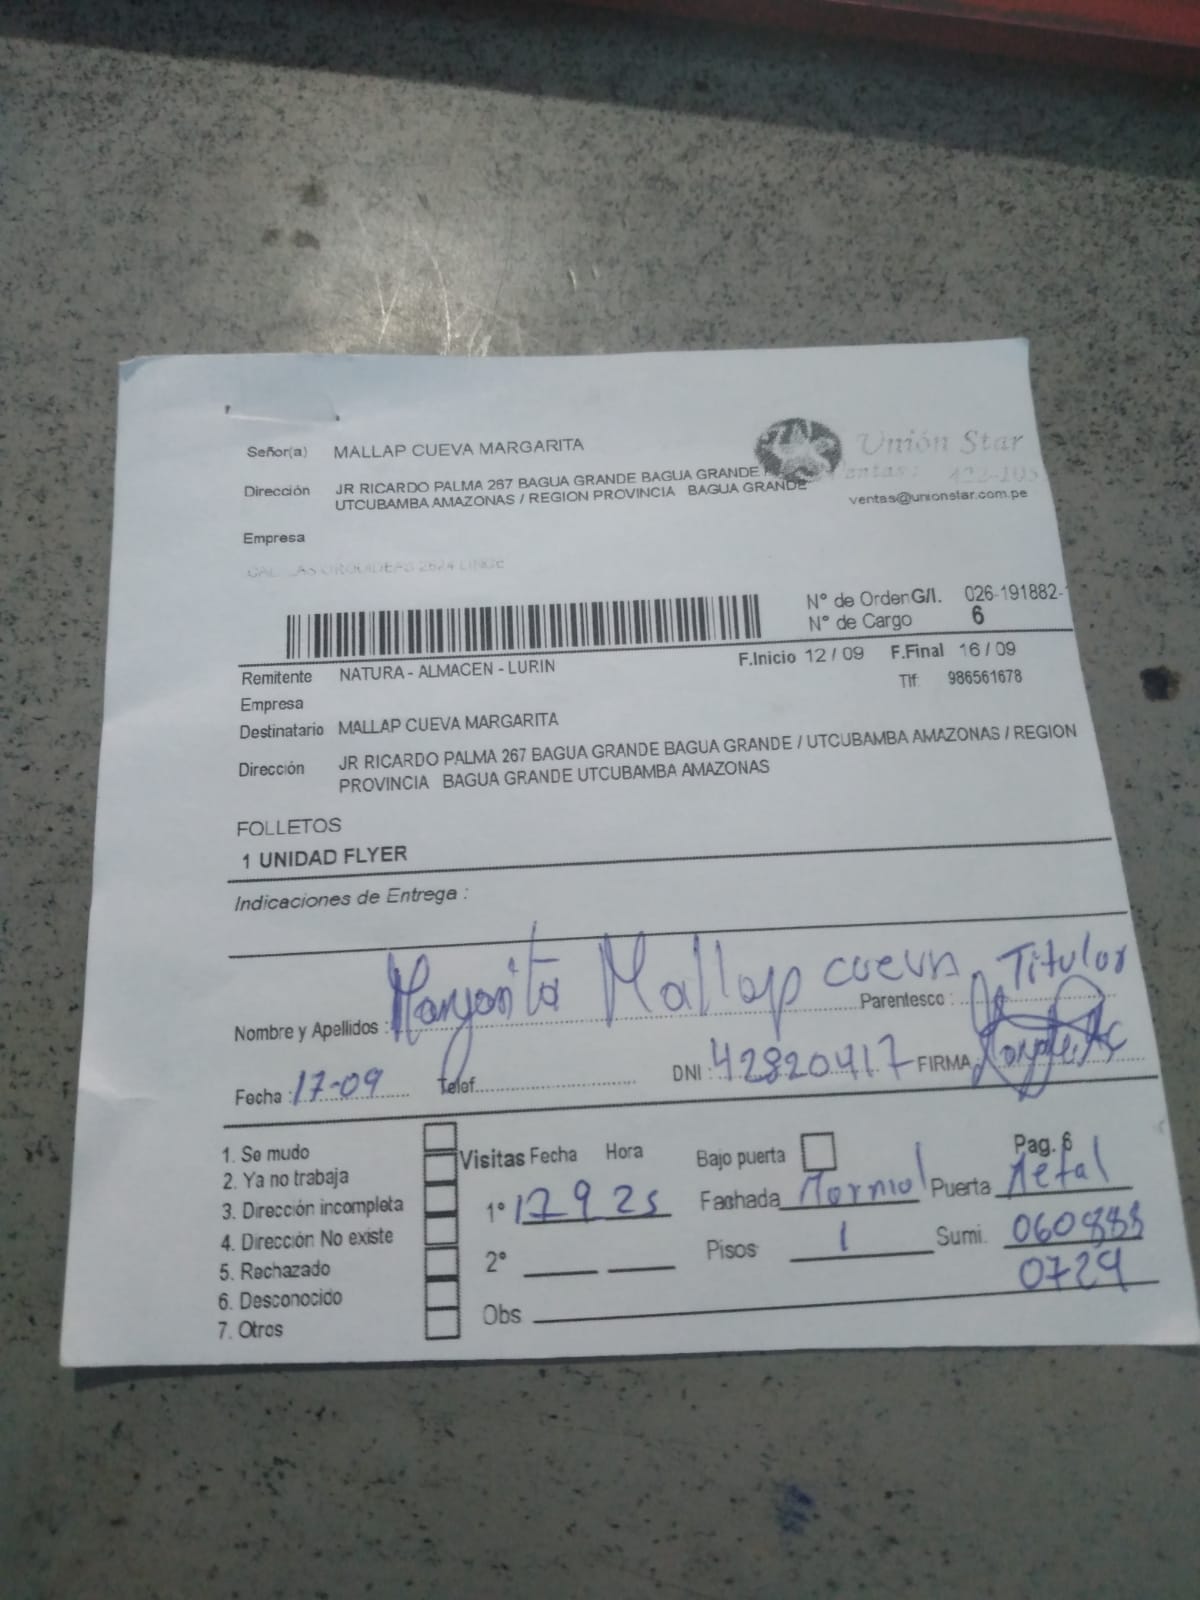 Señor(a) MALLAP CUEVA MARGARITA
Unión Star
Dirección JR RICARDO PALMA 267 BAGUA GRANDE BAGUA GRANDE
UTCUBAMBA AMAZONAS / REGION PROVINCIA BAGUA GRANDE
ventas@unionstar.com.pe
Empresa
Nº de Orden G/I. 026-191882-
Nº de Cargo 6
Remitente NATURA - ALMACEN - LURIN
F.Inicio 12 / 09 F.Final 16 / 09
Empresa
Tlf: 986561678
Destinatario MALLAP CUEVA MARGARITA
Dirección JR RICARDO PALMA 267 BAGUA GRANDE BAGUA GRANDE / UTCUBAMBA AMAZONAS / REGION
PROVINCIA BAGUA GRANDE UTCUBAMBA AMAZONAS
FOLLETOS
1 UNIDAD FLYER
Indicaciones de Entrega :
Nombre y Apellidos : Margarita Mallap cueva Parentesco : Titular
Fecha : 17-09 Telef. DNI : 42820417 FIRMA
1. Se mudo
2. Ya no trabaja
3. Dirección incompleta
4. Dirección No existe
5. Rechazado
6. Desconocido
7. Otros
Visitas Fecha Hora Bajo puerta Pag. 6
1º 17 9 25 Fachada Puerta Metal
2º Pisos 1 Sumi. 060888
0729
Obs